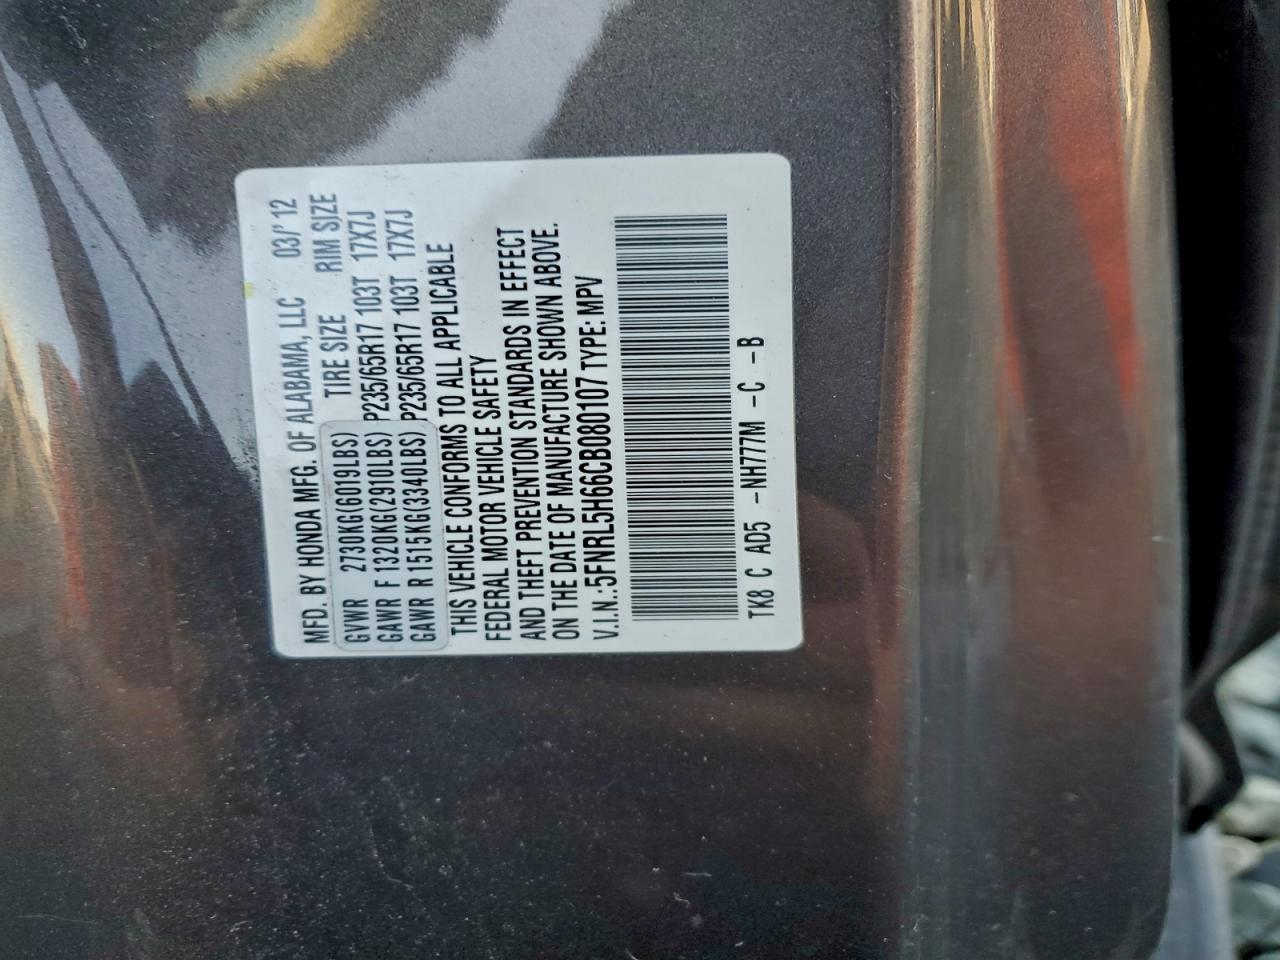 MFD. BY HONDA MFG. OF ALABAMA, LLC 03/'12
GVWR 2730KG(6019LBS) TIRE SIZE RIM SIZE
GAWR F 1320KG(2910LBS) P235/65R17 103T 17X7J
GAWR R 1515KG(3340LBS) P235/65R17 103T 17X7J
THIS VEHICLE CONFORMS TO ALL APPLICABLE
FEDERAL MOTOR VEHICLE SAFETY
AND THEFT PREVENTION STANDARDS IN EFFECT
ON THE DATE OF MANUFACTURE SHOWN ABOVE.
V.I.N.:5FNRL5H66CB080107 TYPE: MPV
TK8 C AD5 -NH777M -C -B